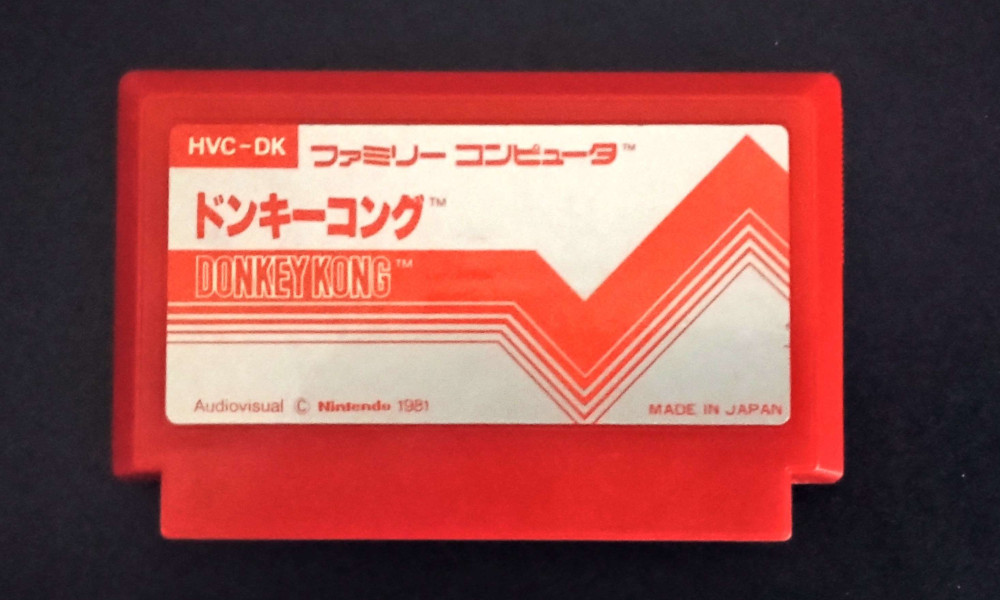 HVC-DK ファミリー コンピュータ™
ドンキーコング™
DONKEY KONG™
Audiovisual © Nintendo 1981
MADE IN JAPAN